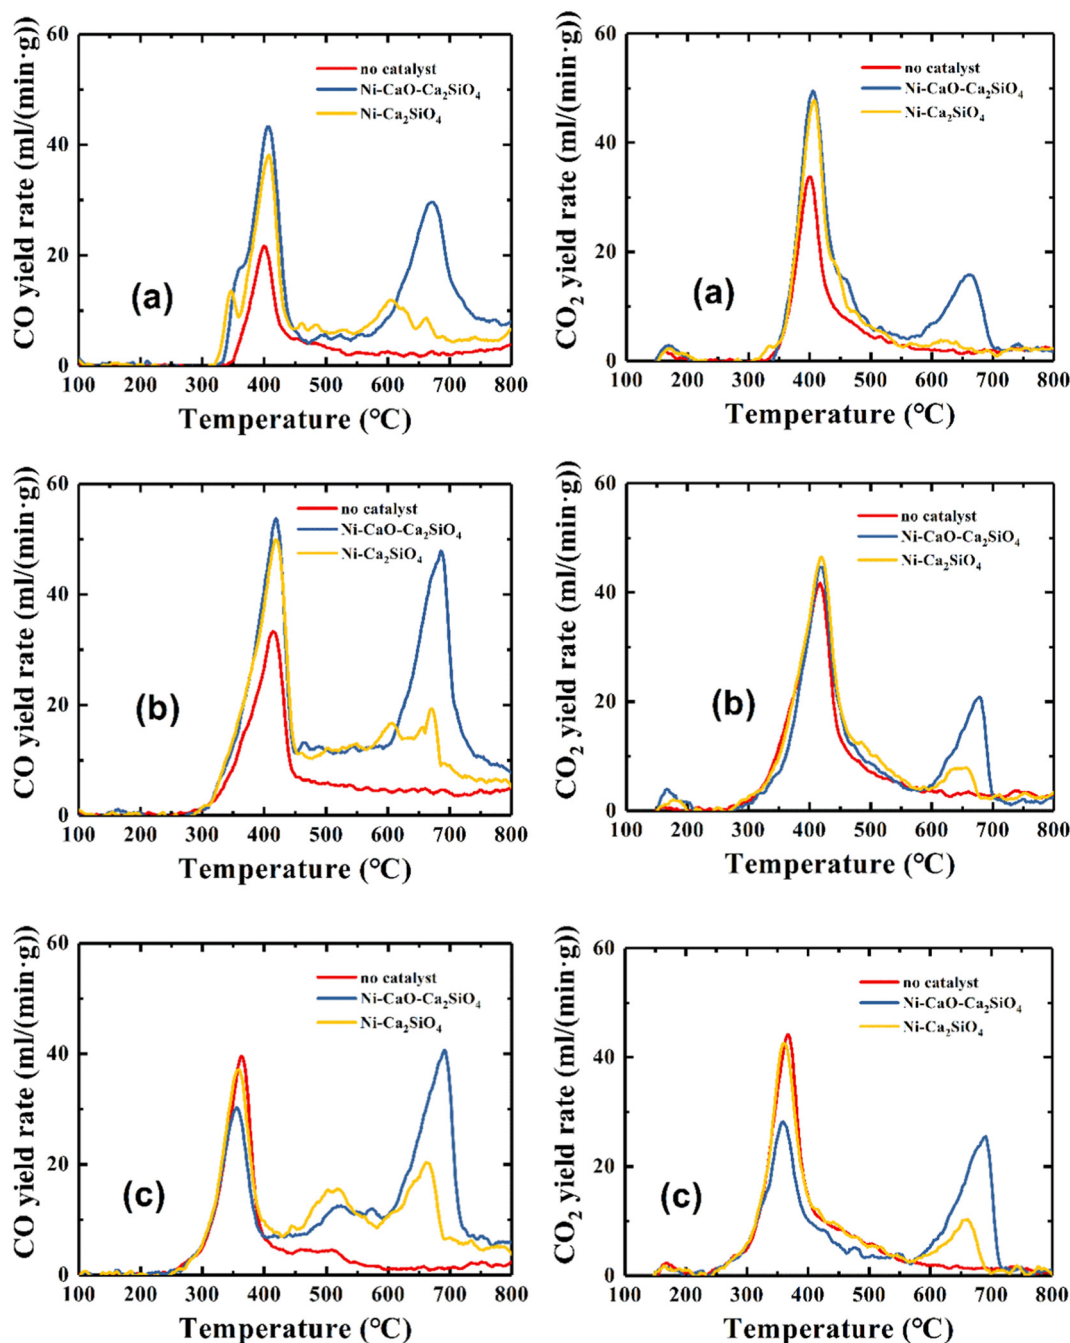 60
40
20
0
CO yield rate (ml/(min·g))
no catalyst
Ni-CaO-Ca₂SiO₄
Ni-Ca₂SiO₄
(a)
100 200 300 400 500 600 700 800
Temperature (°C)
60
40
20
0
CO₂ yield rate (ml/(min·g))
no catalyst
Ni-CaO-Ca₂SiO₄
Ni-Ca₂SiO₄
(a)
100 200 300 400 500 600 700 800
Temperature (°C)
60
40
20
0
CO yield rate (ml/(min·g))
no catalyst
Ni-CaO-Ca₂SiO₄
Ni-Ca₂SiO₄
(b)
100 200 300 400 500 600 700 800
Temperature (°C)
60
40
20
0
CO₂ yield rate (ml/(min·g))
no catalyst
Ni-CaO-Ca₂SiO₄
Ni-Ca₂SiO₄
(b)
100 200 300 400 500 600 700 800
Temperature (°C)
60
40
20
0
CO yield rate (ml/(min·g))
no catalyst
Ni-CaO-Ca₂SiO₄
Ni-Ca₂SiO₄
(c)
100 200 300 400 500 600 700 800
Temperature (°C)
60
40
20
0
CO₂ yield rate (ml/(min·g))
no catalyst
Ni-CaO-Ca₂SiO₄
Ni-Ca₂SiO₄
(c)
100 200 300 400 500 600 700 800
Temperature (°C)